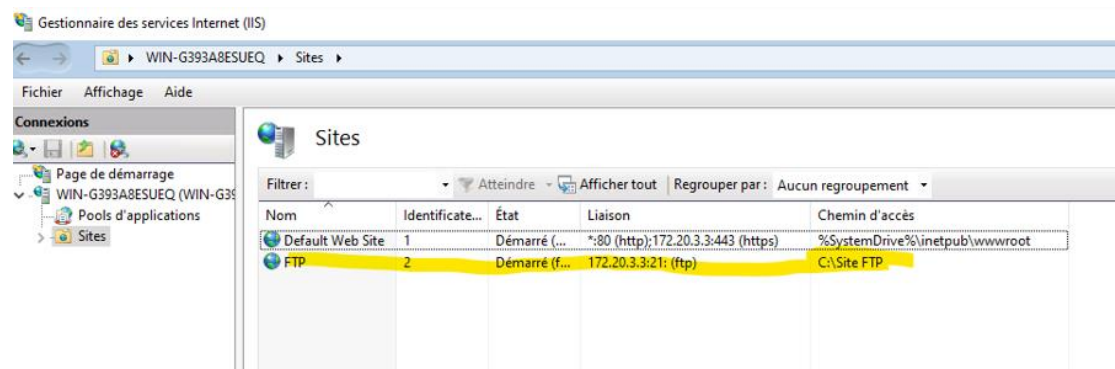 Gestionnaire des services Internet (IIS)
WIN-G393A8ESUEQ Sites
Fichier Affichage Aide
Connexions
Page de démarrage
WIN-G393A8ESUEQ (WIN-G39
Pools d'applications
Sites
Sites
Filtrer : Atteindre Afficher tout Regrouper par : Aucun regroupement
Nom Identificate... État Liaison Chemin d'accès
Default Web Site 1 Démarré (... *:80 (http);172.20.3.3:443 (https) %SystemDrive%\inetpub\wwwroot
FTP 2 Démarré (f... 172.20.3.3:21: (ftp) C:\Site FTP